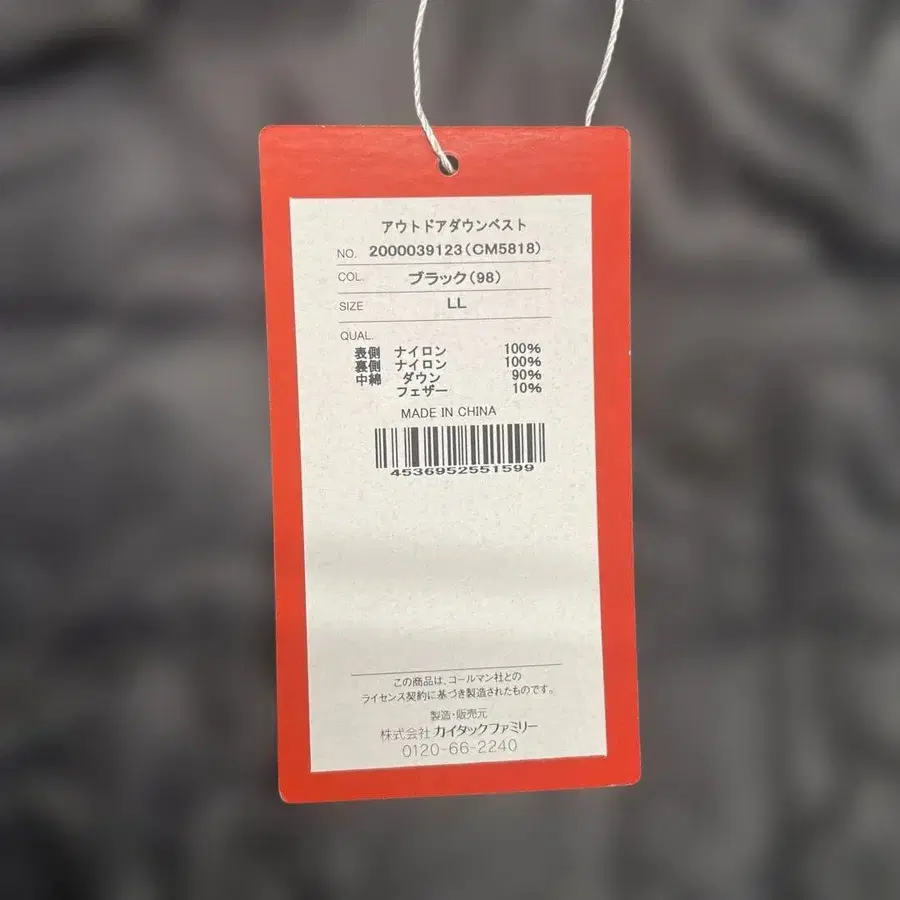 アウトドアダウンベスト
NO. 2000039123(CM5818)
COL. ブラック(98)
SIZE LL
QUAL.
表側 ナイロン 100%
裏側 ナイロン 100%
中綿 ダウン 90%
フェザー 10%
MADE IN CHINA
4536952551599
この商品は、コールマン社との
ライセンス契約に基づき製造されたものです。
製造・販売元
株式会社 カイタックファミリー
0120-66-2240